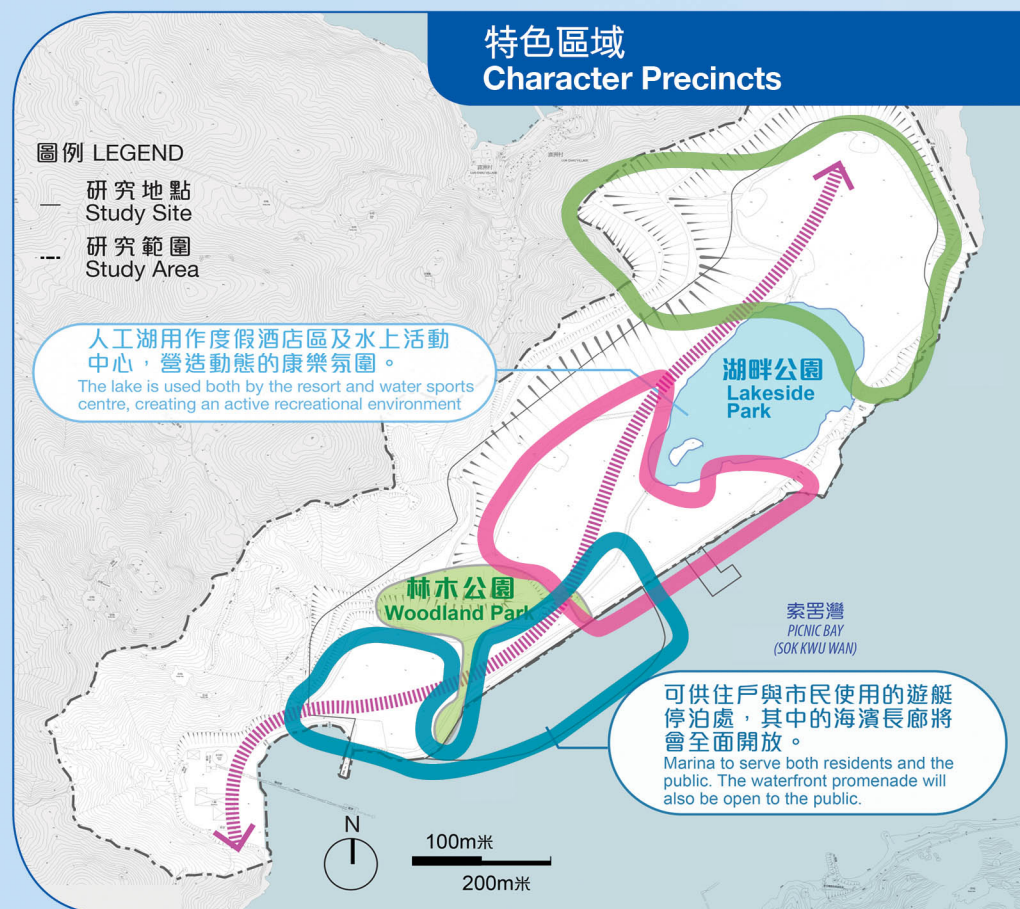 特色區域
Character Precincts
圖例 LEGEND
研究地點
Study Site
研究範圍
Study Area
人工湖用作度假酒店區及水上活動
中心，營造動態的康樂氛圍。
The lake is used both by the resort and water sports
centre, creating an active recreational environment
湖畔公園
Lakeside
Park
林木公園
Woodland Park
索罟灣
PICNIC BAY
(SOK KWU WAN)
可供住戶與市民使用的遊艇
停泊處，其中的海濱長廊將
會全面開放。
Marina to serve both residents and the
public. The waterfront promenade will
also be open to the public.
N
100m米
200m米